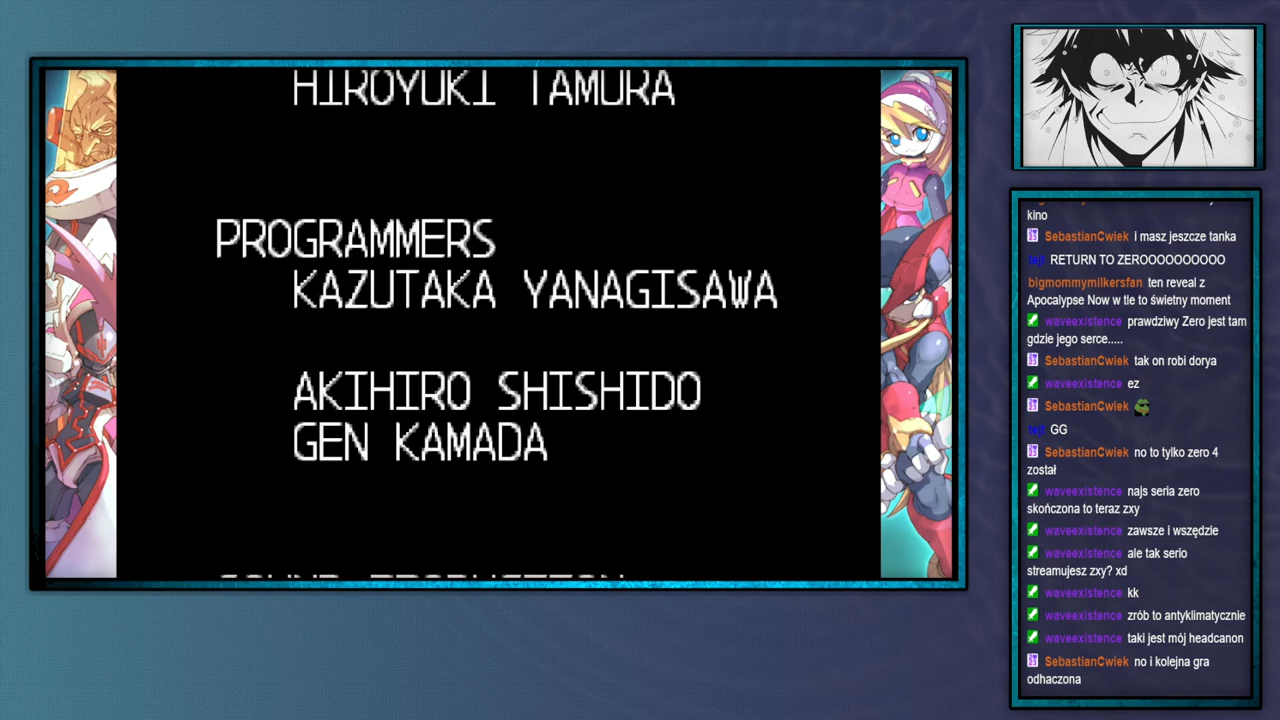 HIROYUKI TAMURA
PROGRAMMERS
KAZUTAKA YANAGISAWA
AKIHIRO SHISHIDO
GEN KAMADA
SOUND PRODUCTION
kino
SebastianCwiek i masz jeszcze tanka
tejt RETURN TO ZEROOOOOOOOOO
bigmommymilkersfan ten reveal z
Apocalypse Now w tle to świetny moment
waveexistence prawdziwy Zero jest tam
gdzie jego serce.....
SebastianCwiek tak on robi dorya
waveexistence ez
SebastianCwiek
tejt GG
SebastianCwiek no to tylko zero 4
został
waveexistence najs seria zero
skończona to teraz zxy
waveexistence zawsze i wszędzie
waveexistence ale tak serio
streamujesz zxy? xd
waveexistence kk
waveexistence zrób to antyklimatycznie
waveexistence taki jest mój headcanon
SebastianCwiek no i kolejna gra
odhaczona